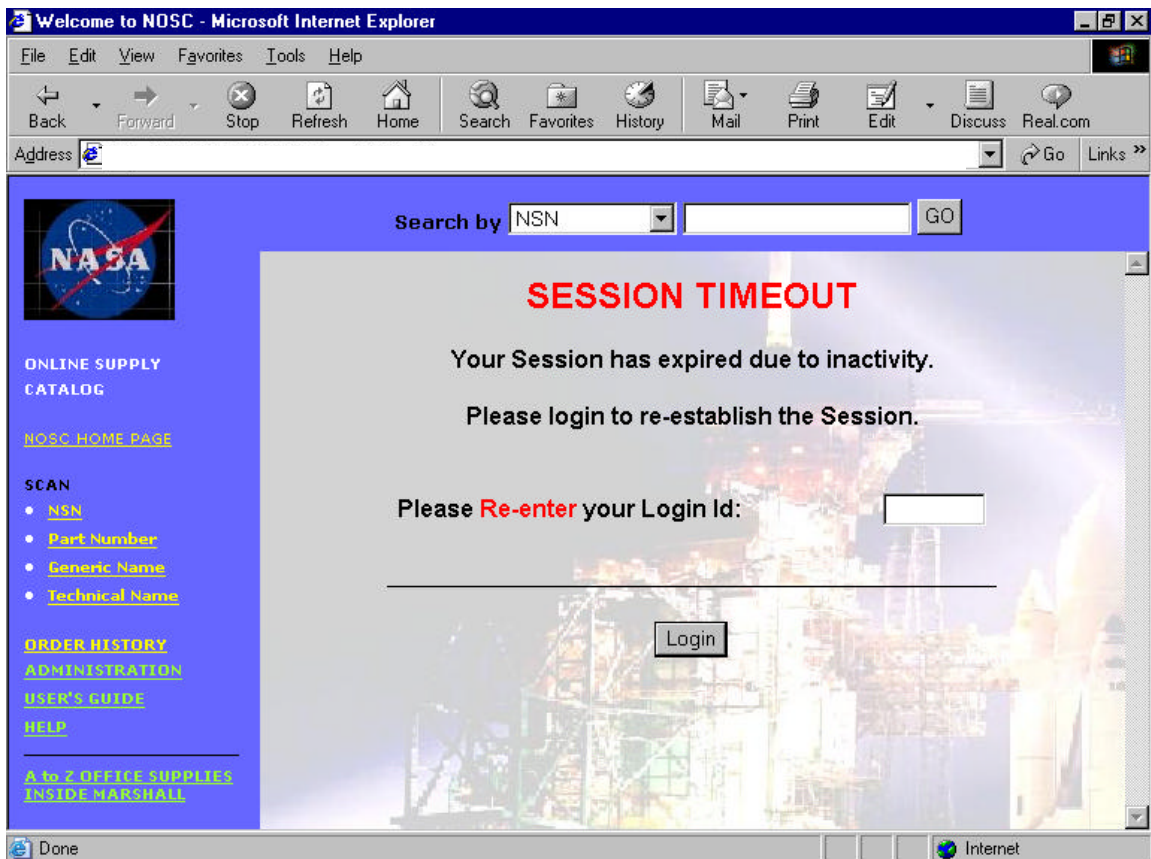 Welcome to NOSC - Microsoft Internet Explorer
File Edit View Favorites Tools Help
Back Forward Stop Refresh Home Search Favorites History Mail Print Edit Discuss Real.com
Address Go Links »
NASA
Search by NSN GO
SESSION TIMEOUT
Your Session has expired due to inactivity.
Please login to re-establish the Session.
Please Re-enter your Login Id:
Login
ONLINE SUPPLY
CATALOG
NOSC HOME PAGE
SCAN
• NSN
• Part Number
• Generic Name
• Technical Name
ORDER HISTORY
ADMINISTRATION
USER'S GUIDE
HELP
A to Z OFFICE SUPPLIES
INSIDE MARSHALL
Done Internet